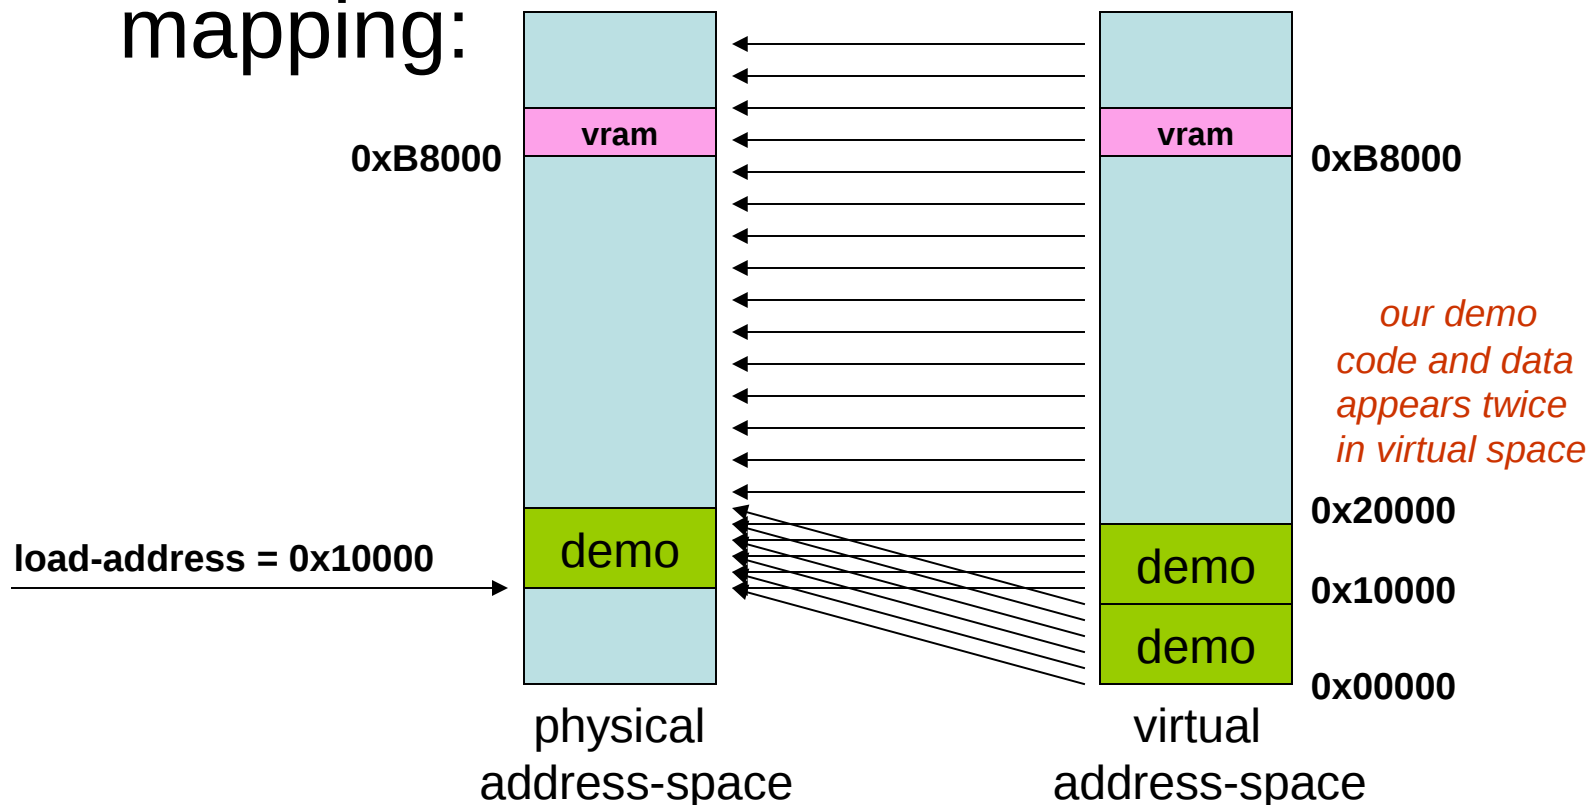 mapping:
vram
vram
0xB8000
0xB8000
our demo
code and data
appears twice
in virtual space
0x20000
load-address = 0x10000
demo
demo
0x10000
demo
0x00000
physical
address-space
virtual
address-space